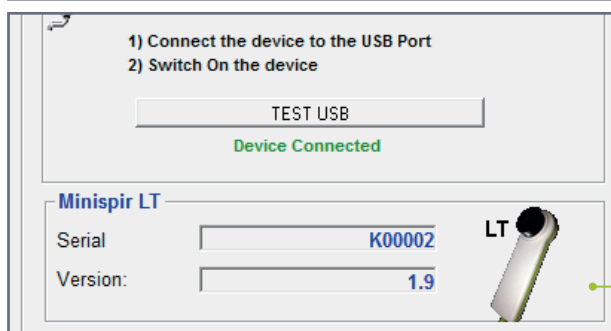 1) Connect the device to the USB Port
2) Switch On the device
TEST USB
Device Connected
Minispir LT
Serial K00002
LT
Version: 1.9